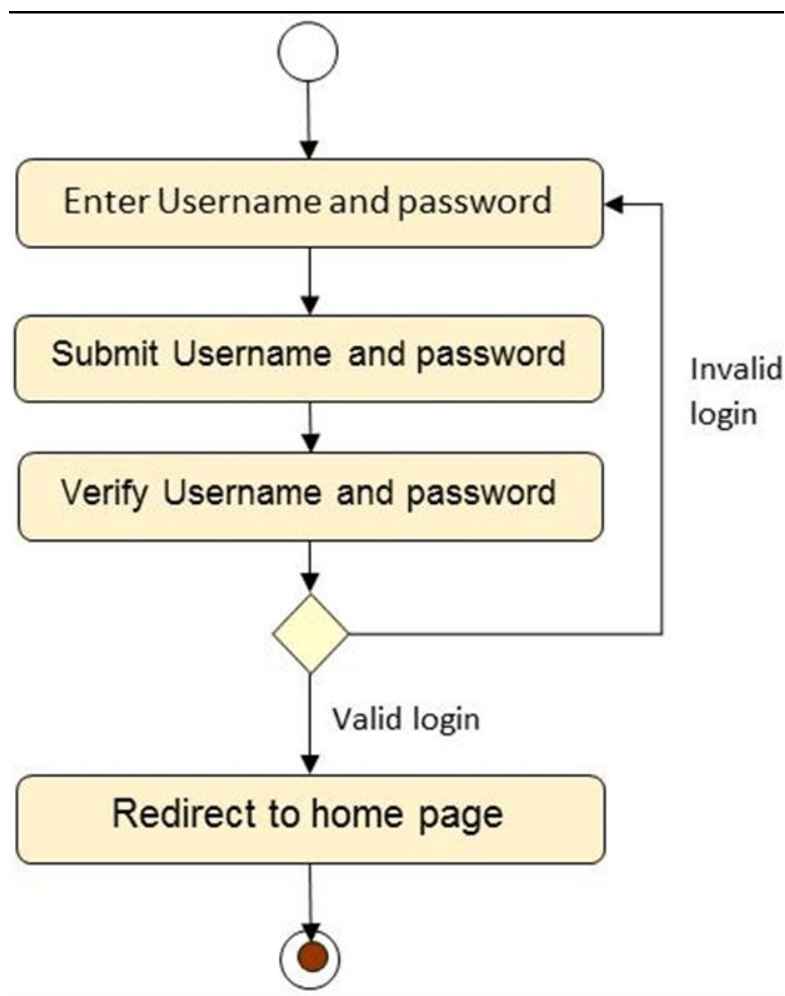 Enter Username and password
Submit Username and password
Invalid
login
Verify Username and password
Valid login
Redirect to home page